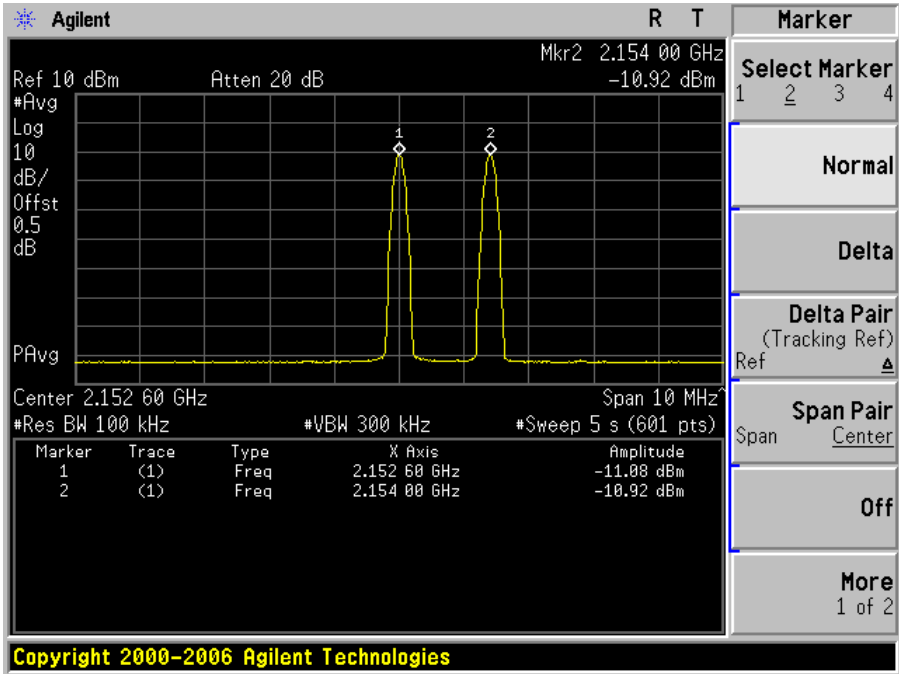 Agilent R T
Mkr2 2.154 00 GHz
Ref 10 dBm Atten 20 dB -10.92 dBm
#Avg
Log
10
dB/
Offst
0.5
dB
PAvg
1 2
Center 2.152 60 GHz Span 10 MHz^
#Res BW 100 kHz #VBW 300 kHz #Sweep 5 s (601 pts)
Marker Trace Type X Axis Amplitude
1 (1) Freq 2.152 60 GHz -11.08 dBm
2 (1) Freq 2.154 00 GHz -10.92 dBm
Marker
Select Marker
1 2 3 4
Normal
Delta
Delta Pair
(Tracking Ref)
Ref Δ
Span Pair
Span Center
Off
More
1 of 2
Copyright 2000-2006 Agilent Technologies